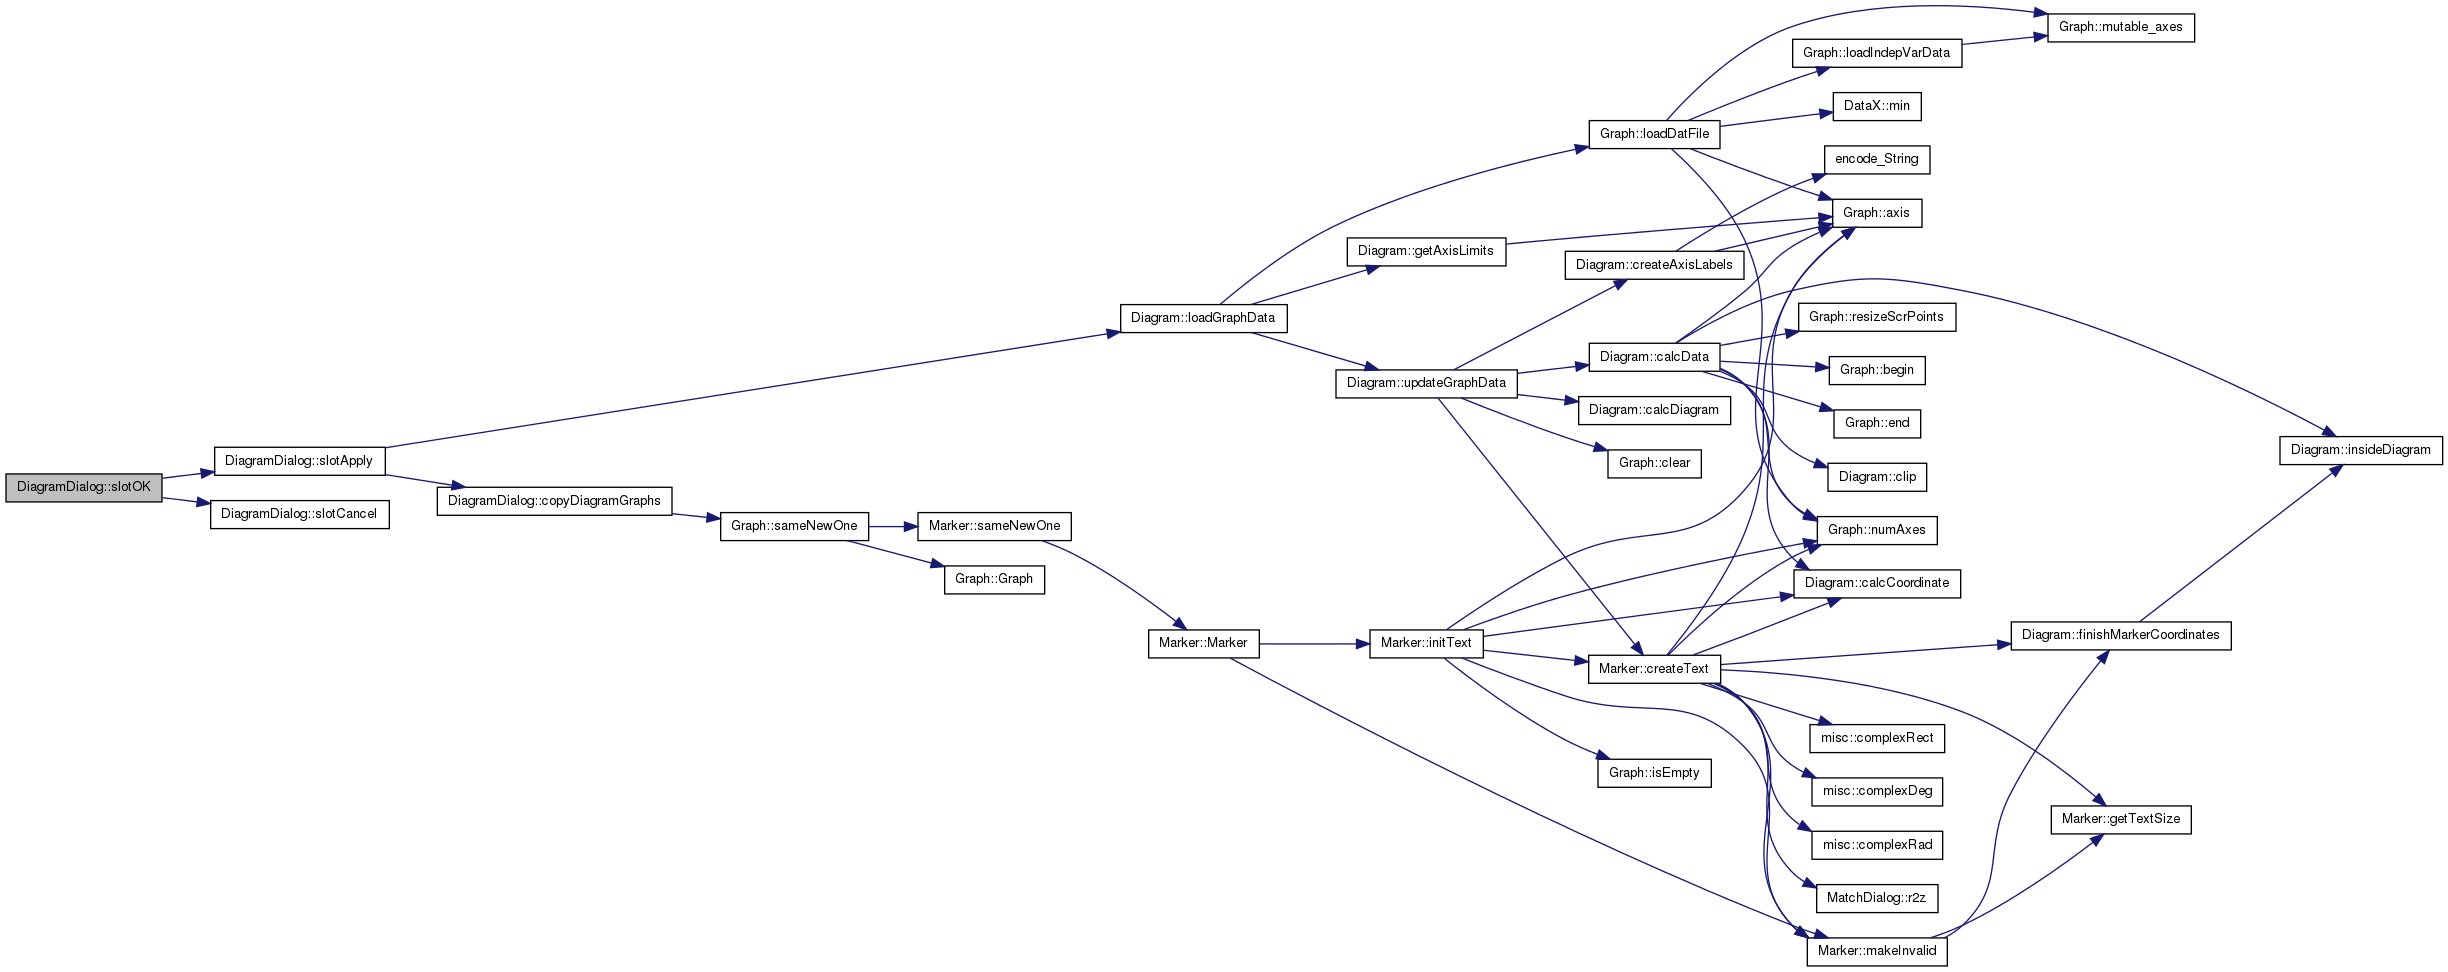 DiagramDialog::slotOK
DiagramDialog::slotApply
DiagramDialog::slotCancel
DiagramDialog::copyDiagramGraphs
Graph::sameNewOne
Marker::sameNewOne
Graph::Graph
Diagram::loadGraphData
Marker::Marker
Diagram::getAxisLimits
Diagram::updateGraphData
Marker::initText
Graph::loadDatFile
Diagram::createAxisLabels
Diagram::calcData
Diagram::calcDiagram
Graph::clear
Marker::createText
Graph::isEmpty
Graph::loadIndepVarData
DataX::min
encode_String
Graph::axis
Graph::resizeScrPoints
Graph::begin
Graph::end
Diagram::clip
Graph::numAxes
Diagram::calcCoordinate
misc::complexRect
misc::complexDeg
misc::complexRad
MatchDialog::r2z
Marker::makeInvalid
Graph::mutable_axes
Diagram::finishMarkerCoordinates
Marker::getTextSize
Diagram::insideDiagram